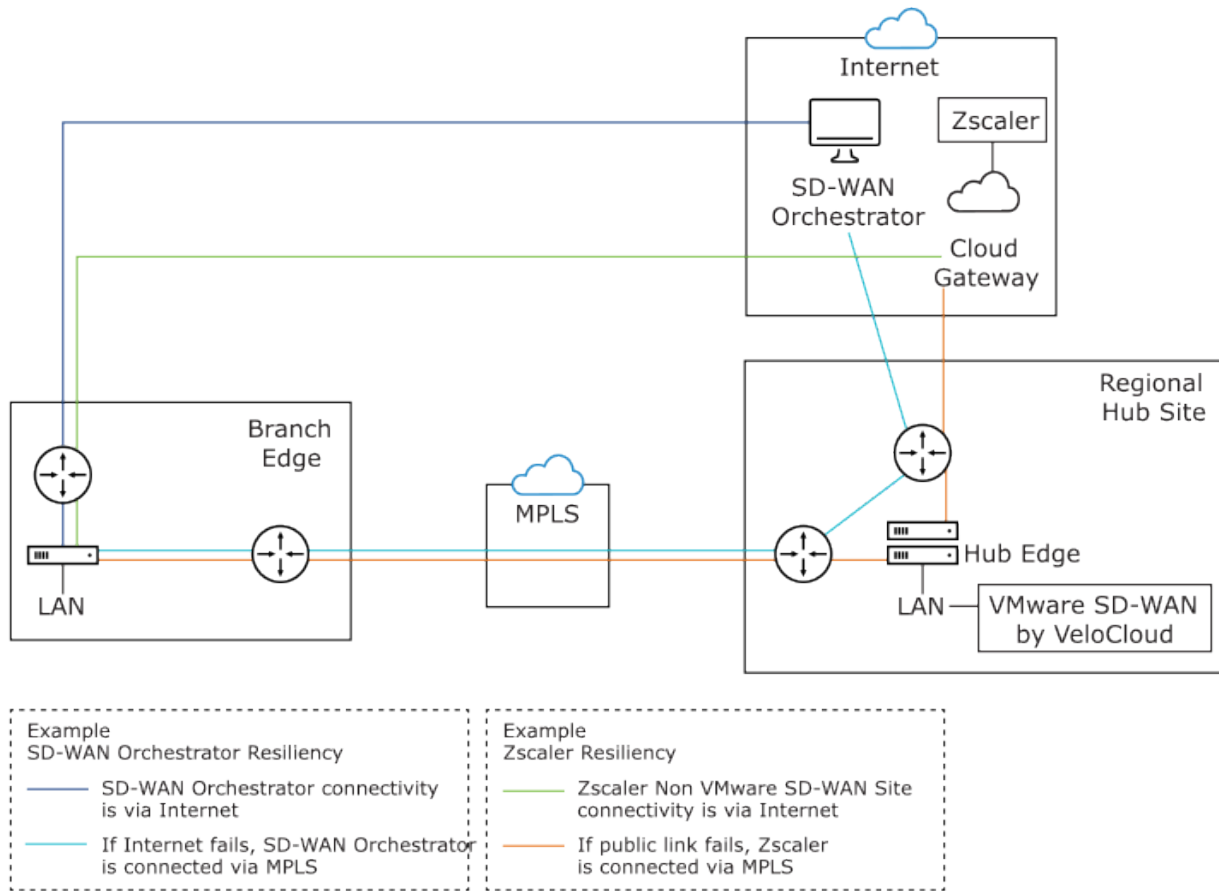 Internet
Zscaler
SD-WAN
Orchestrator
Cloud
Gateway
Regional
Hub Site
Branch
Edge
MPLS
Hub Edge
LAN
LAN
VMware SD-WAN
by VeloCloud
Example
SD-WAN Orchestrator Resiliency
SD-WAN Orchestrator connectivity
is via Internet
If Internet fails, SD-WAN Orchestrator
is connected via MPLS
Example
Zscaler Resiliency
Zscaler Non VMware SD-WAN Site
connectivity is via Internet
If public link fails, Zscaler
is connected via MPLS